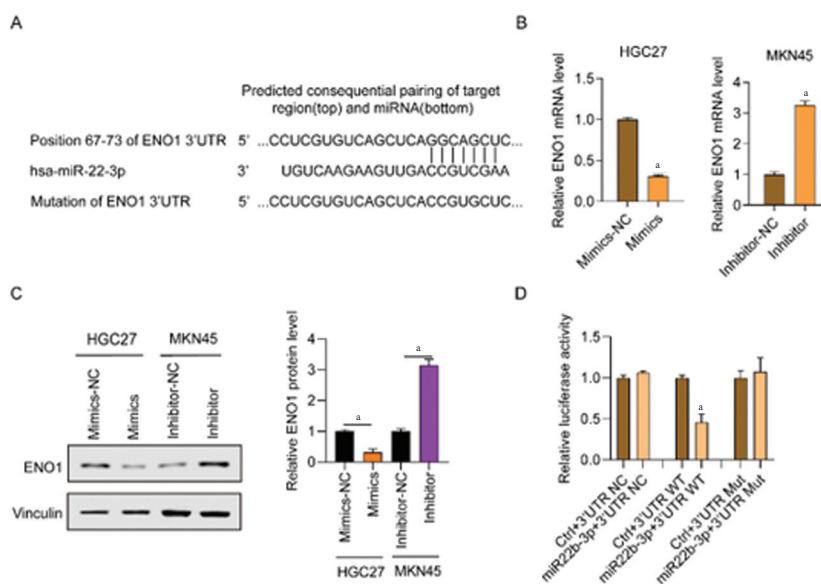 A
Predicted consequential pairing of target
region(top) and miRNA(bottom)
Position 67-73 of ENO1 3'UTR 5' ...CCUCGUGUCAGCUCAGGCAGCUC...
hsa-miR-22-3p 3' UGUCAAGAAGUUGACCGUCGAA
Mutation of ENO1 3'UTR 5' ...CCUCGUGUCAGCUCACCGUGCUC...
B
HGC27
Relative ENO1 mRNA level
1.5
1.0
0.5
0.0
a
Mimics-NC
Mimics
MKN45
Relative ENO1 mRNA level
4
3
2
1
0
a
Inhibitor-NC
Inhibitor
C
HGC27 MKN45
Mimics-NC
Mimics
Inhibitor-NC
Inhibitor
ENO1
Vinculin
Relative ENO1 protein level
4
3
2
1
0
a
a
Mimics-NC
Mimics
Inhibitor-NC
Inhibitor
HGC27 MKN45
D
Relative luciferase activity
1.5
1.0
0.5
0.0
a
Ctrl+3'UTR NC
miR22b-3p+3'UTR NC
Ctrl+3'UTR WT
miR22b-3p+3'UTR WT
Ctrl+3'UTR Mut
miR22b-3p+3'UTR Mut